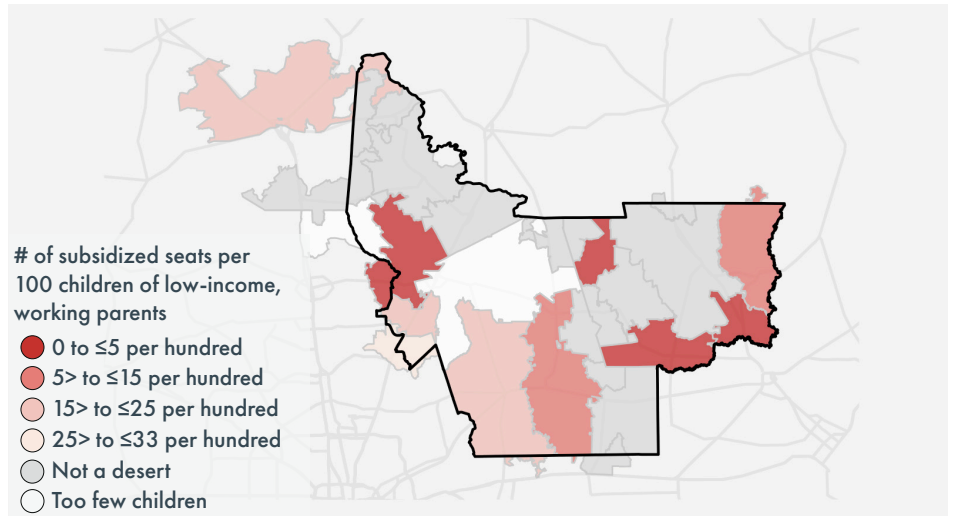 # of subsidized seats per
100 children of low-income,
working parents
0 to ≤5 per hundred
5> to ≤15 per hundred
15> to ≤25 per hundred
25> to ≤33 per hundred
Not a desert
Too few children